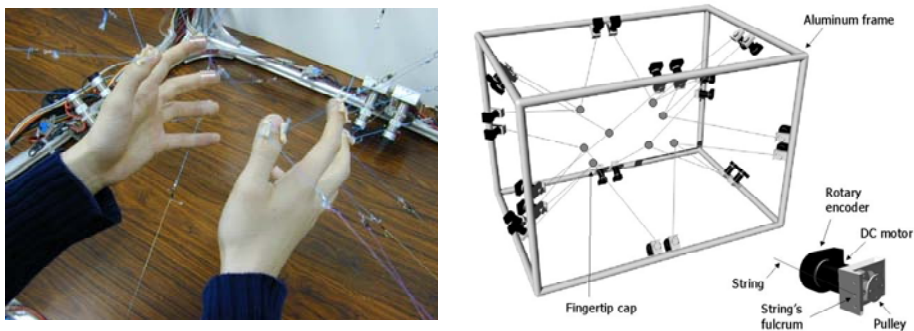 Aluminum frame
Rotary
encoder
DC motor
String
String's
fulcrum
Pulley
Fingertip cap